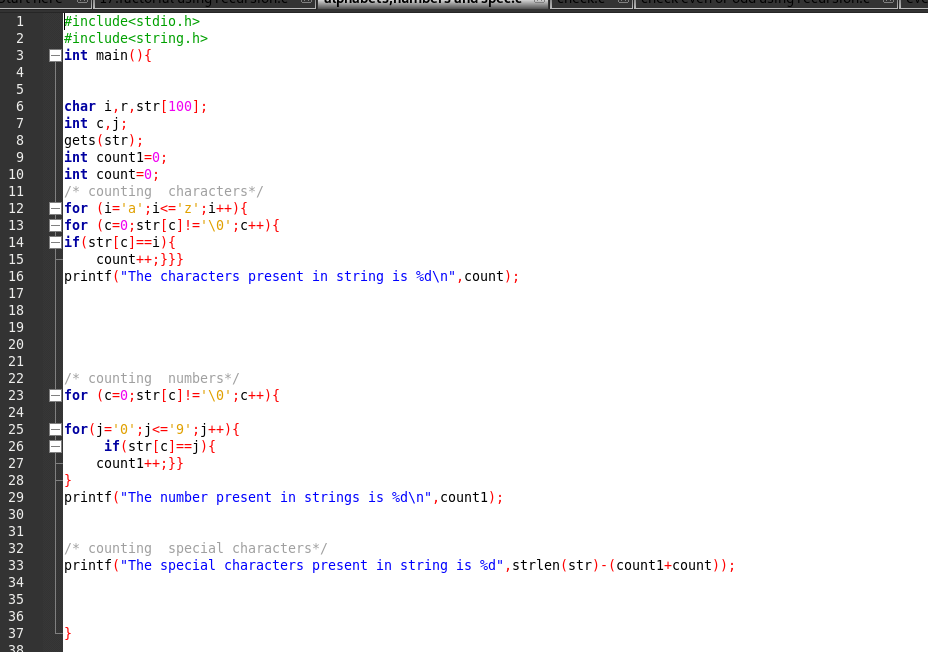 alphabets,numbers and spec.c
check.c
1 #include<stdio.h>
2 #include<string.h>
3 int main(){
4
5
6 char i,r,str[100];
7 int c,j;
8 gets(str);
9 int count1=0;
10 int count=0;
11 /* counting  characters*/
12 for (i='a';i<='z';i++){
13 for (c=0;str[c]!='\0';c++){
14 if(str[c]==i){
15     count++;}}}
16 printf("The characters present in string is %d\n",count);
17
18
19
20
21
22 /* counting  numbers*/
23 for (c=0;str[c]!='\0';c++){
24
25 for(j='0';j<='9';j++){
26      if(str[c]==j){
27     count1++;}}
28 }
29 printf("The number present in strings is %d\n",count1);
30
31
32 /* counting  special characters*/
33 printf("The special characters present in string is %d",strlen(str)-(count1+count));
34
35
36
37 }
38